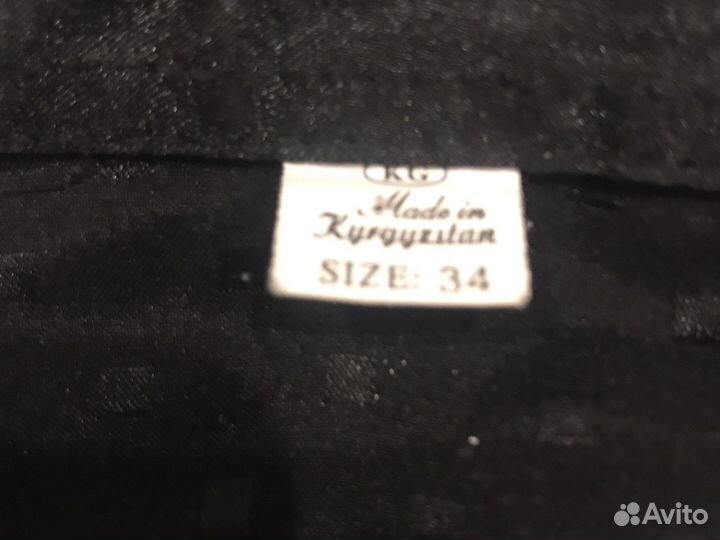 KG
Made in
Kyrgyzstan
SIZE: 34
Avito